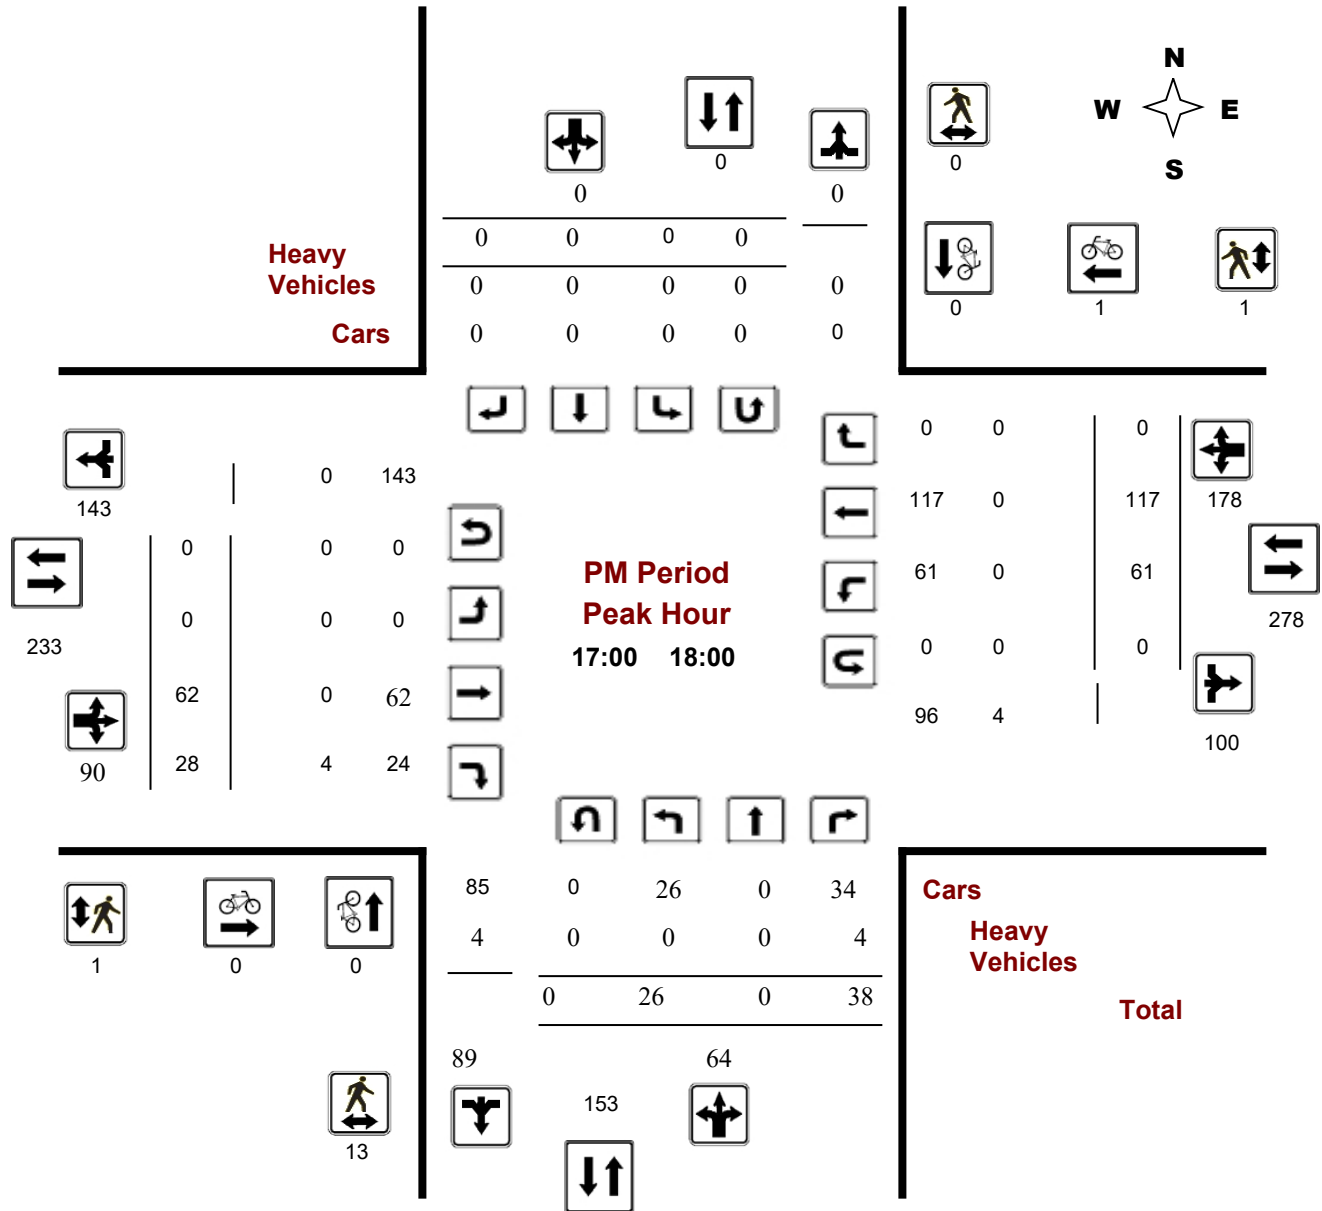 N
W E
S
0 0
0 0
0 0 0 0
Heavy
Vehicles 0 0 0 0 0
0 1 1
Cars 0 0 0 0 0
0 0 0
0 143
143
117 0 117 178
0 0 0
PM Period
61 0 61
Peak Hour
0 0 0
233 278
17:00 18:00
0 0 0
62 0 62
96 4
90 28 4 24 100
85 0 26 0 34 Cars
4 0 0 0 4 Heavy
Vehicles
1 0 0
0 26 0 38 Total
89 64
153
13